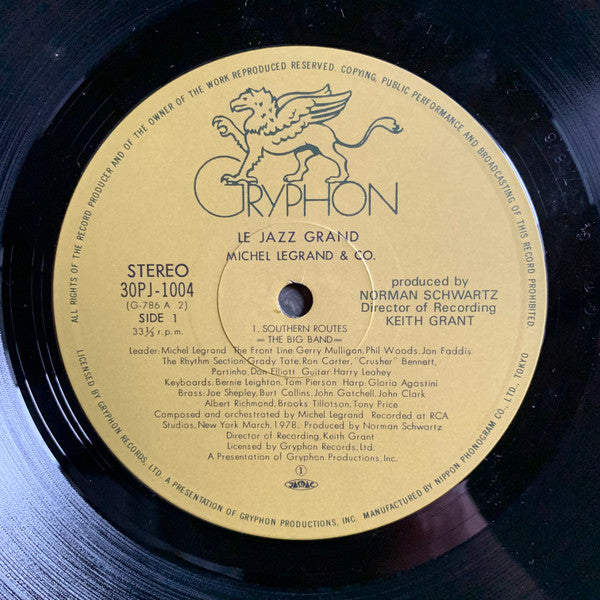 ALL RIGHTS OF THE RECORD PRODUCER AND OF THE OWNER OF THE WORK REPRODUCED RESERVED. COPYING, PUBLIC PERFORMANCE AND BROADCASTING OF THIS RECORD PROHIBITED.
GRYPHON
LE JAZZ GRAND
MICHEL LEGRAND & CO.
STEREO
30PJ-1004
(G-786 A 2)
SIDE 1
33⅓ r.p.m.
produced by
NORMAN SCHWARTZ
Director of Recording
KEITH GRANT
1. SOUTHERN ROUTES
—THE BIG BAND—
Leader: Michel Legrand The Front Line: Gerry Mulligan, Phil Woods, Jon Faddis
The Rhythm Section: Grady Tate, Ron Carter, "Crusher" Bennett,
Portinho, Don Elliott Guitar: Harry Leahey
Keyboards: Bernie Leighton, Tom Pierson Harp: Gloria Agostini
Brass: Joe Shepley, Burt Collins, John Gatchell, John Clark
Albert Richmond, Brooks Tillotson, Tony Price
Composed and orchestrated by Michel Legrand Recorded at RCA
Studios, New York March, 1978. Produced by Norman Schwartz
Director of Recording, Keith Grant
Licensed by Gryphon Records, Ltd.
A Presentation of Gryphon Productions, Inc.
①
JASRAC
LICENSED BY GRYPHON RECORDS, LTD. A PRESENTATION OF GRYPHON PRODUCTIONS, INC. MANUFACTURED BY NIPPON PHONOGRAM CO., LTD., TOKYO